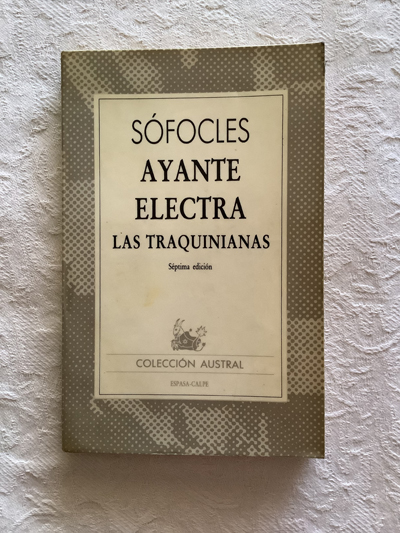 SÓFOCLES
AYANTE
ELECTRA
LAS TRAQUINIANAS
Séptima edición
COLECCIÓN AUSTRAL
ESPASA-CALPE